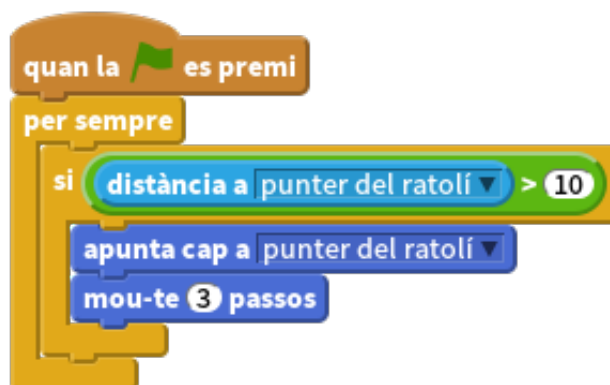 quan la es premi
per sempre
si distància a punter del ratolí > 10
apunta cap a punter del ratolí
mou-te 3 passos